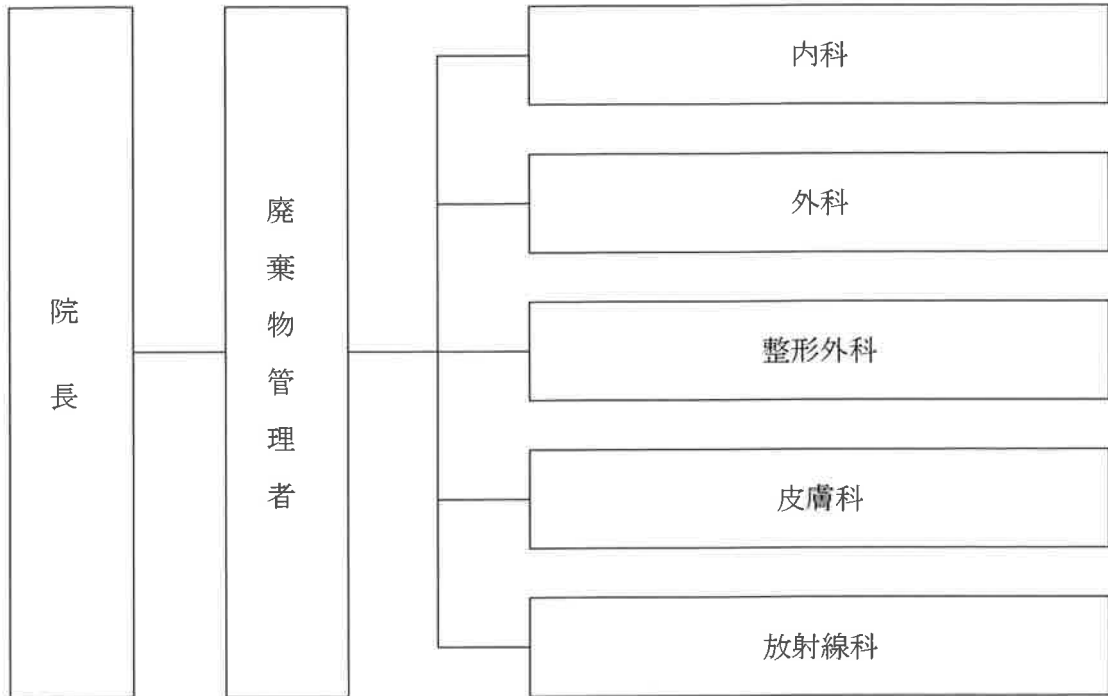 院長
廃棄物管理者
内科
外科
整形外科
皮膚科
放射線科